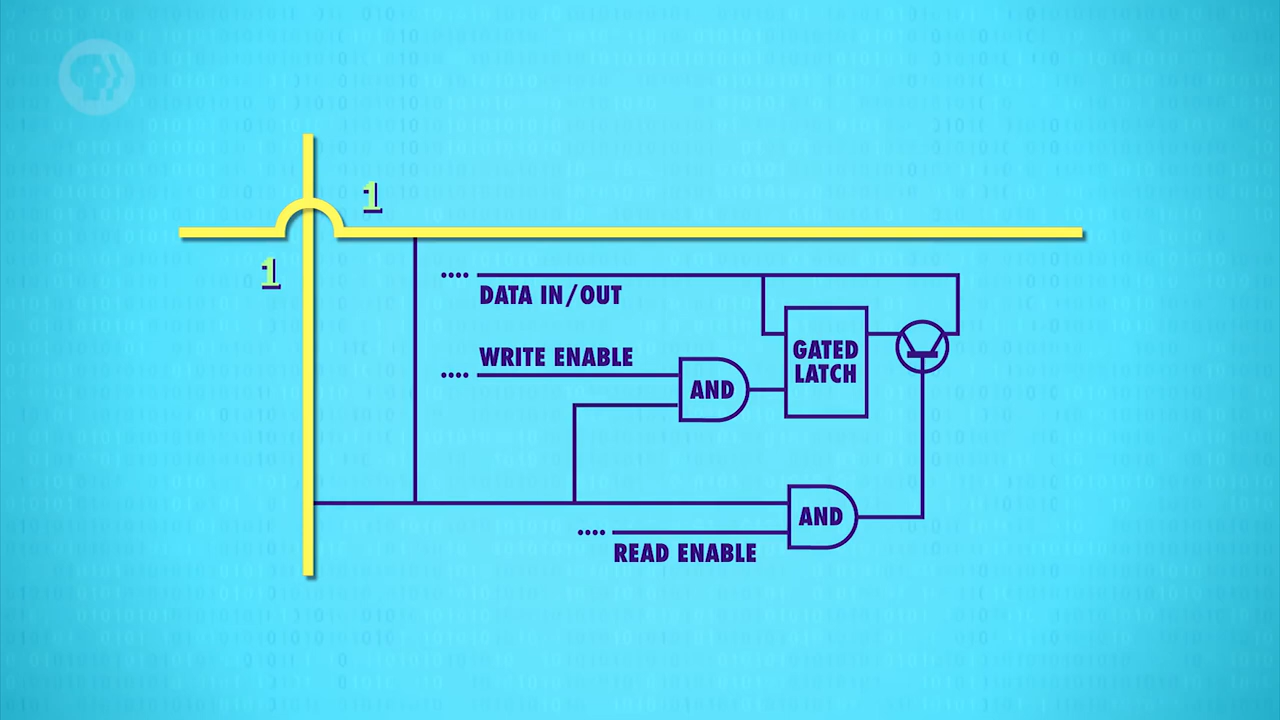 1
1
DATA IN/OUT
WRITE ENABLE
AND
GATED
LATCH
AND
READ ENABLE